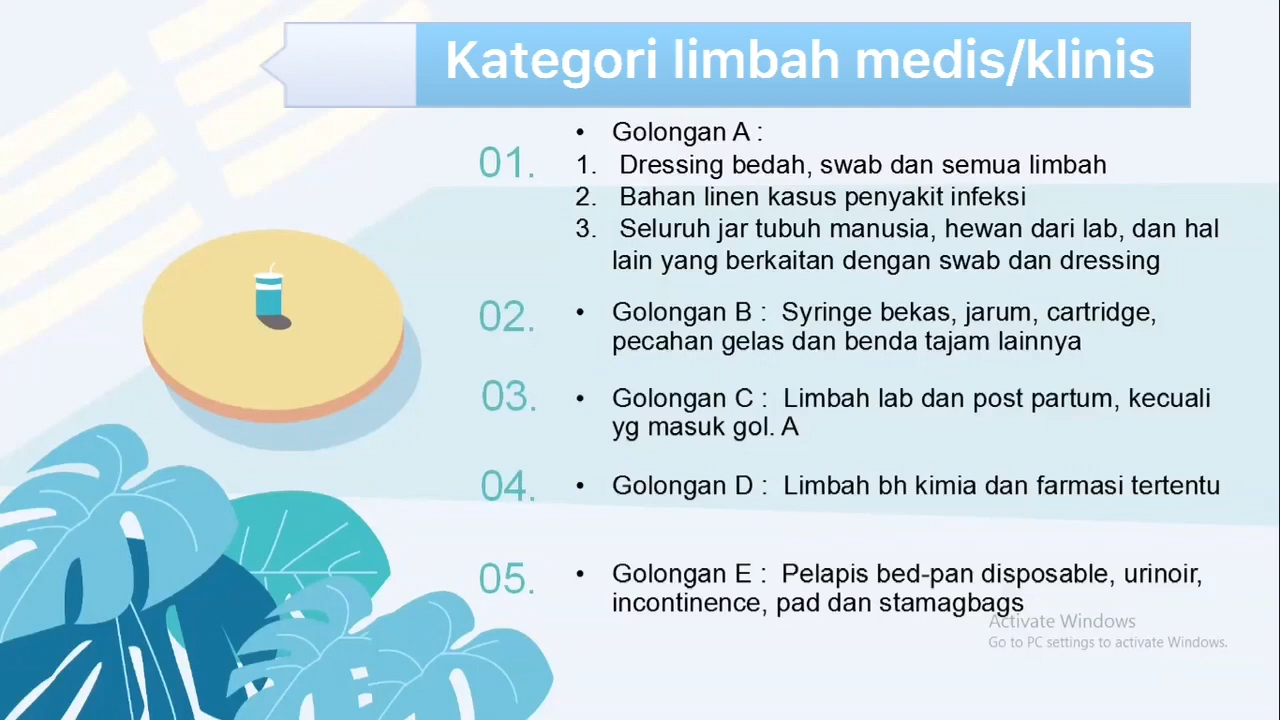 Kategori limbah medis/klinis
01.
• Golongan A :
1. Dressing bedah, swab dan semua limbah
2. Bahan linen kasus penyakit infeksi
3. Seluruh jar tubuh manusia, hewan dari lab, dan hal
lain yang berkaitan dengan swab dan dressing
02.
• Golongan B : Syringe bekas, jarum, cartridge,
pecahan gelas dan benda tajam lainnya
03.
• Golongan C : Limbah lab dan post partum, kecuali
yg masuk gol. A
04.
• Golongan D : Limbah bh kimia dan farmasi tertentu
05.
• Golongan E : Pelapis bed-pan disposable, urinoir,
incontinence, pad dan stamagbags
Activate Windows
Go to PC settings to activate Windows.